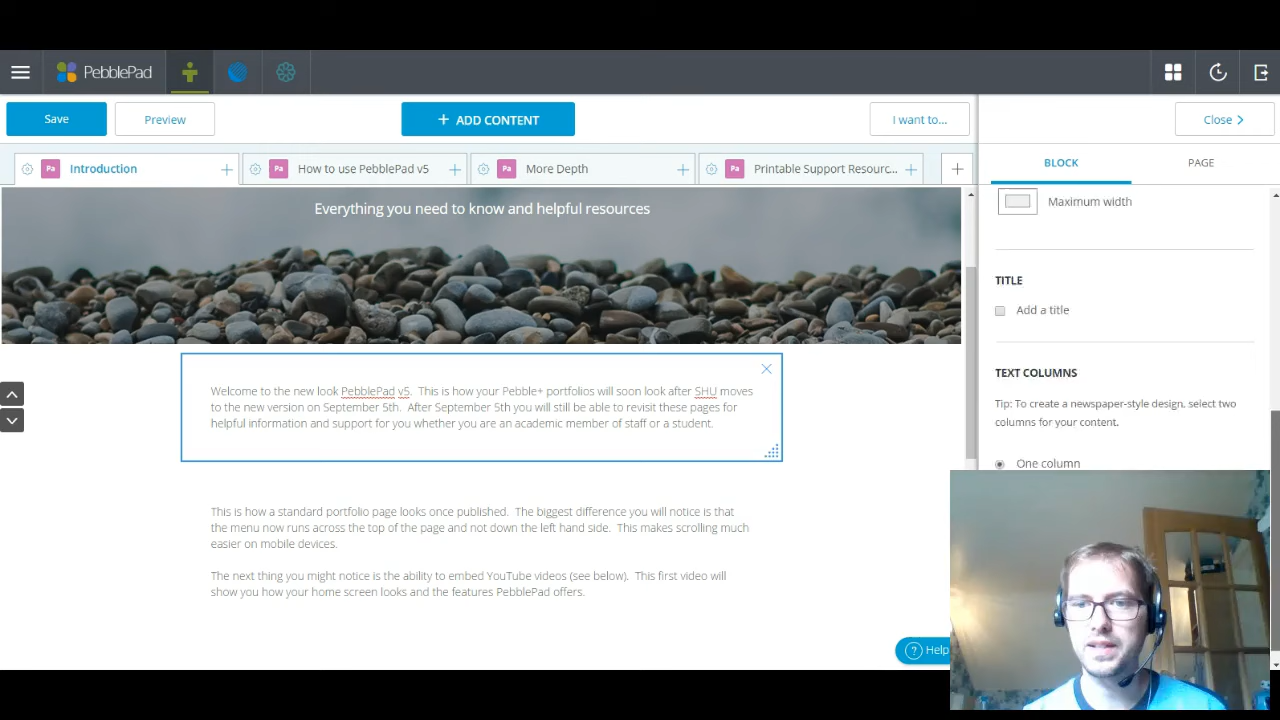 PebblePad
Save
Preview
+ ADD CONTENT
I want to...
Close
Pa Introduction +
Pa How to use PebblePad v5 +
Pa More Depth +
Pa Printable Support Resourc... +
+
BLOCK
PAGE
Everything you need to know and helpful resources
Welcome to the new look PebblePad v5. This is how your Pebble+ portfolios will soon look after SHU moves
to the new version on September 5th. After September 5th you will still be able to revisit these pages for
helpful information and support for you whether you are an academic member of staff or a student.
This is how a standard portfolio page looks once published. The biggest difference you will notice is that
the menu now runs across the top of the page and not down the left hand side. This makes scrolling much
easier on mobile devices.
The next thing you might notice is the ability to embed YouTube videos (see below). This first video will
show you how your home screen looks and the features PebblePad offers.
? Help
Maximum width
TITLE
Add a title
TEXT COLUMNS
Tip: To create a newspaper-style design, select two
columns for your content.
One column